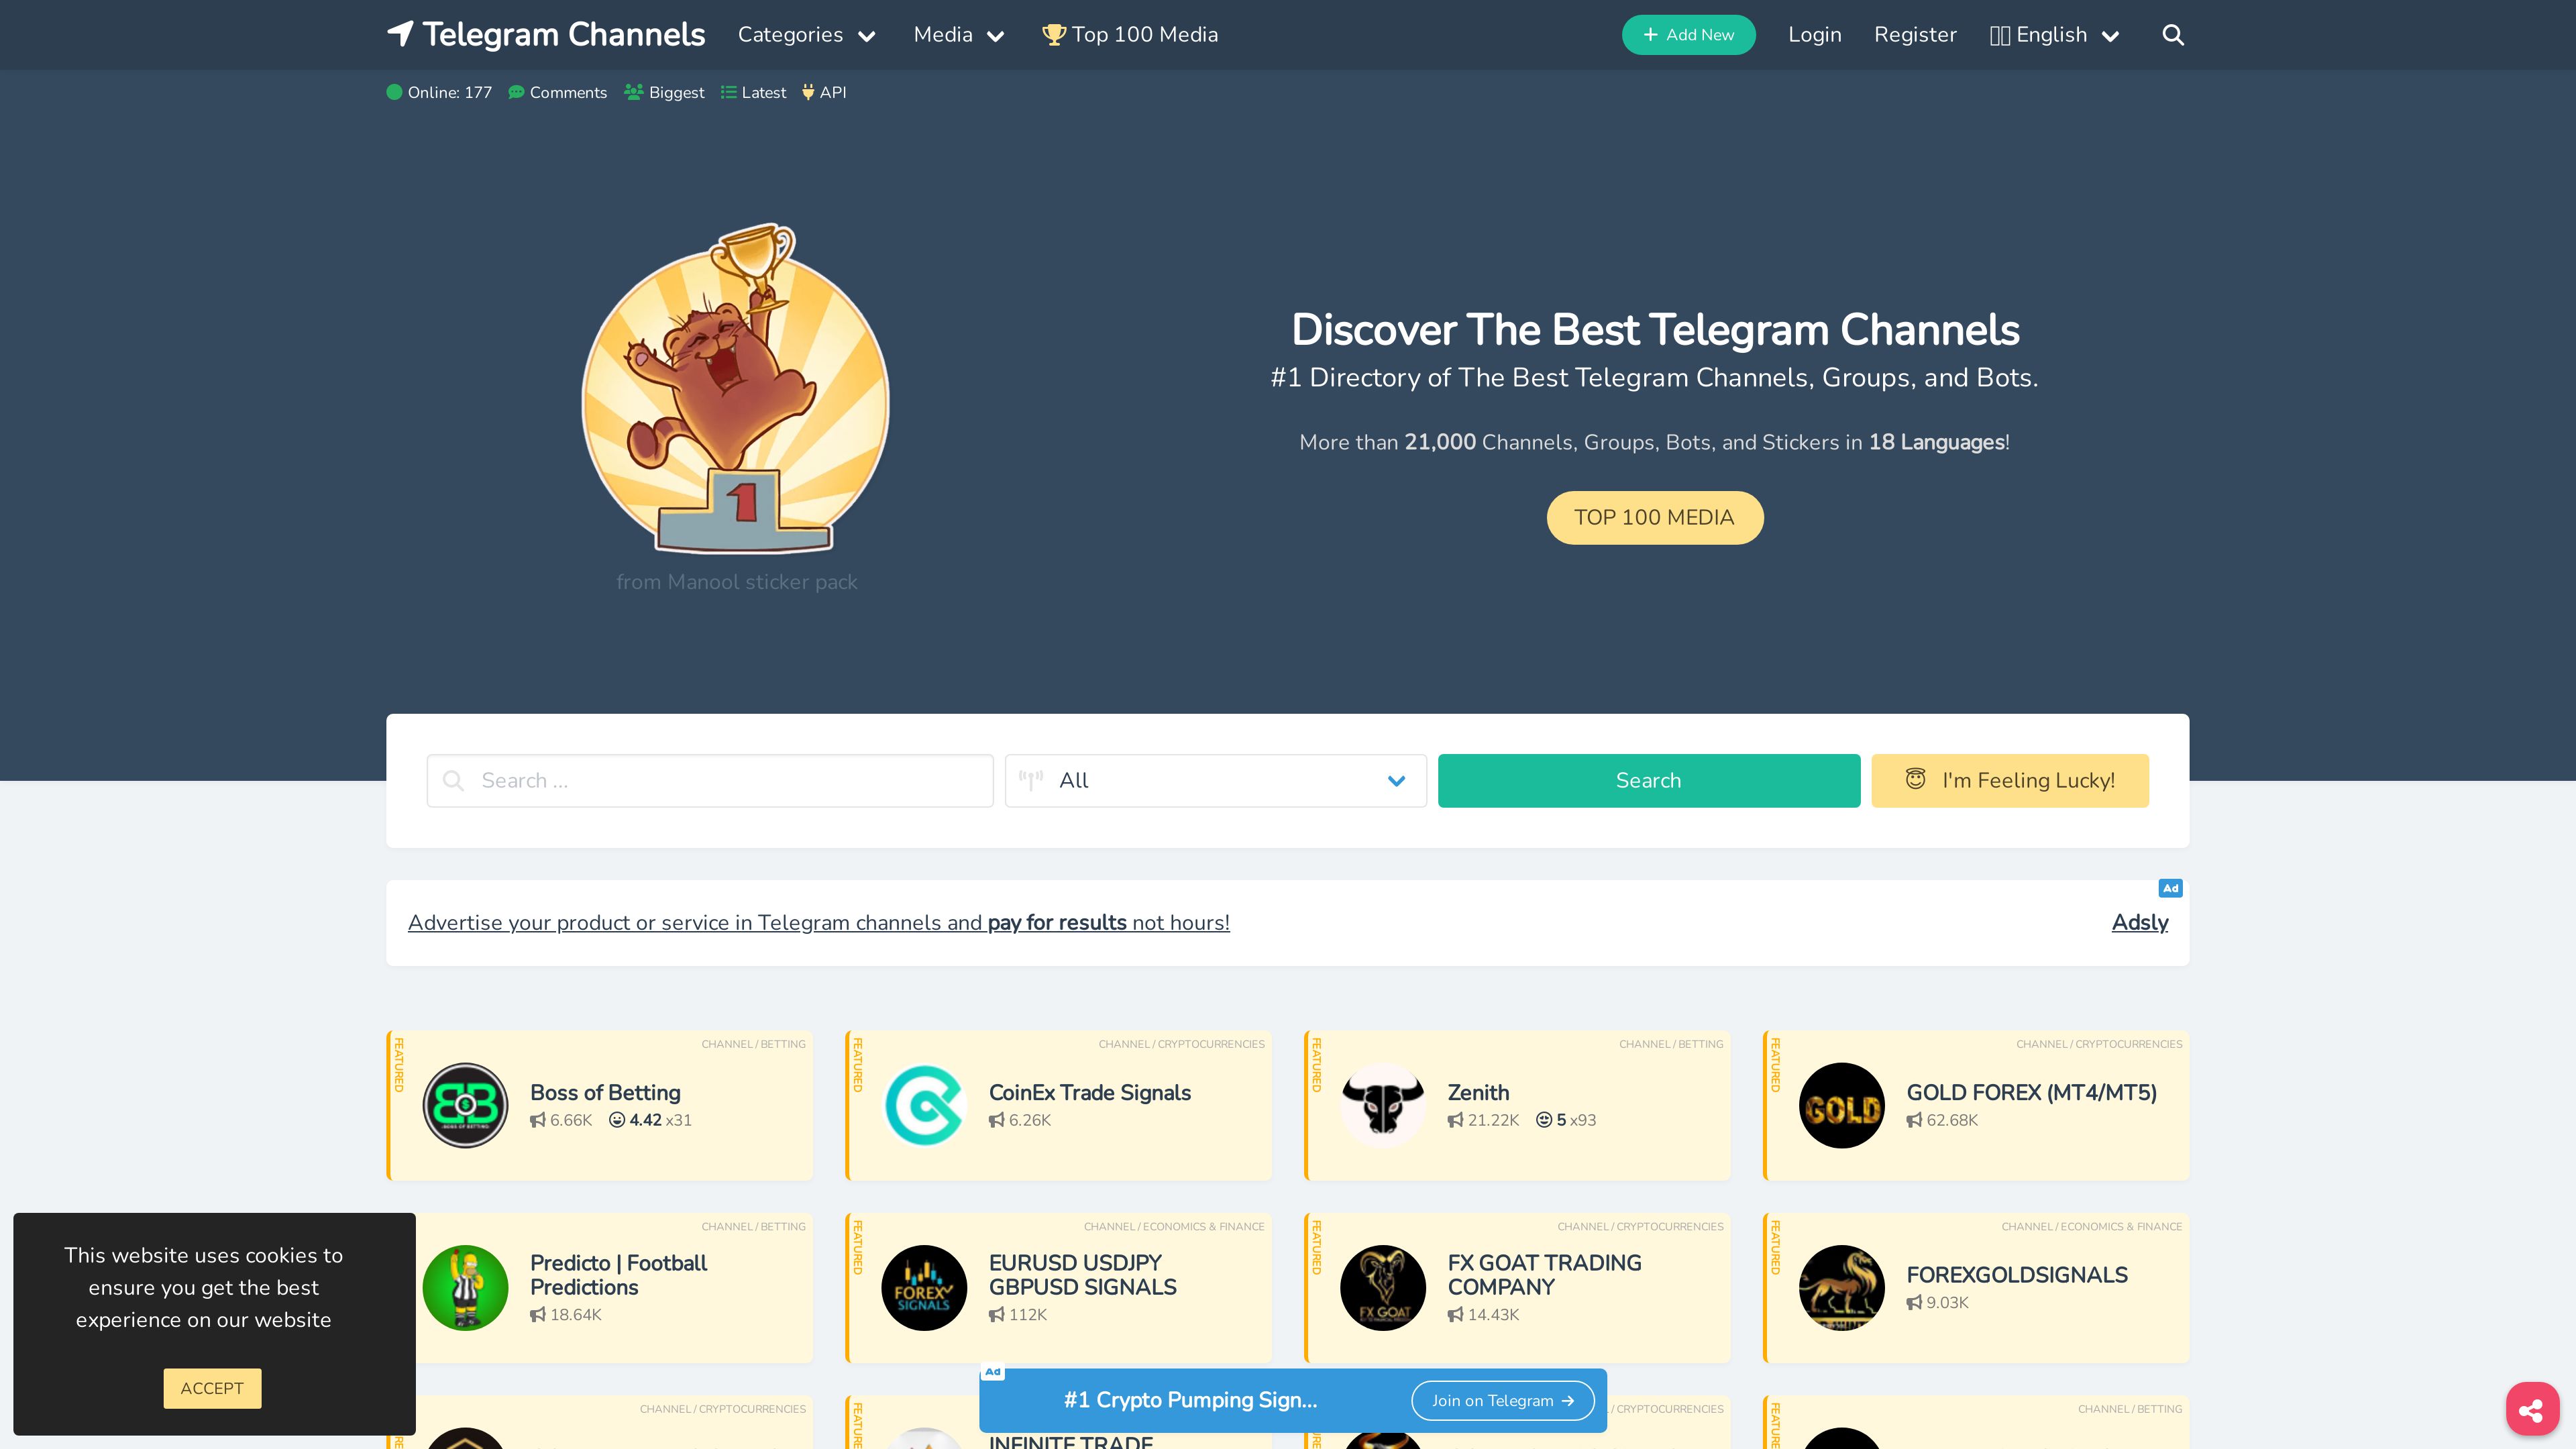 Telegram Channels
Categories
Media
Top 100 Media
Add New
Login
Register
English
Online: 177
Comments
Biggest
Latest
API
1
from Manool sticker pack
Discover The Best Telegram Channels
#1 Directory of The Best Telegram Channels, Groups, and Bots.
More than 21,000 Channels, Groups, Bots, and Stickers in 18 Languages!
TOP 100 MEDIA
Search ...
All
Search
I'm Feeling Lucky!
Ad
Advertise your product or service in Telegram channels and pay for results not hours!
Adsly
FEATURED
CHANNEL / BETTING
Boss of Betting
6.66K
4.42 x31
FEATURED
CHANNEL / CRYPTOCURRENCIES
CoinEx Trade Signals
6.26K
FEATURED
CHANNEL / BETTING
Zenith
21.22K
5 x93
FEATURED
CHANNEL / CRYPTOCURRENCIES
GOLD
GOLD FOREX (MT4/MT5)
62.68K
CHANNEL / BETTING
Predicto | Football
Predictions
18.64K
FEATURED
CHANNEL / ECONOMICS & FINANCE
FOREX
SIGNALS
EURUSD USDJPY
GBPUSD SIGNALS
112K
FEATURED
CHANNEL / CRYPTOCURRENCIES
FX GOAT
FX GOAT TRADING
COMPANY
14.43K
FEATURED
CHANNEL / ECONOMICS & FINANCE
FOREXGOLDSIGNALS
9.03K
This website uses cookies to
ensure you get the best
experience on our website
ACCEPT
CHANNEL / CRYPTOCURRENCIES
INFINITE TRADE
Ad
#1 Crypto Pumping Sign...
Join on Telegram
/ CRYPTOCURRENCIES
CHANNEL / BETTING